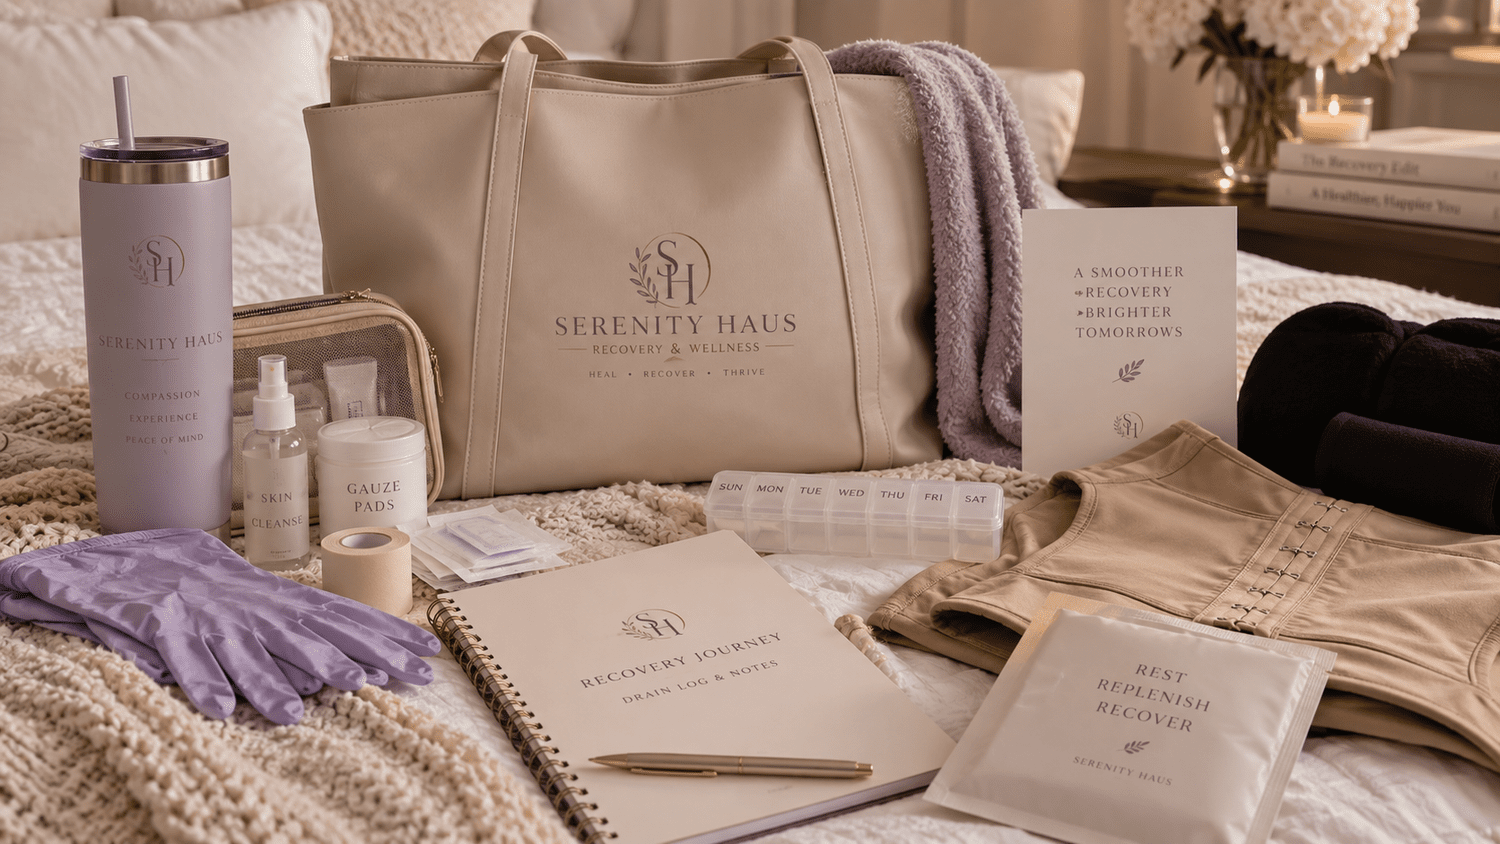 SH
SERENITY HAUS
COMPASSION
EXPERIENCE
PEACE OF MIND
SH
SERENITY HAUS
RECOVERY & WELLNESS
HEAL • RECOVER • THRIVE
The Recovery Edit
A Healthier, Happier You
A SMOOTHER
RECOVERY
BRIGHTER
TOMORROWS
SH
SKIN
CLEANSE
GAUZE
PADS
SUN MON TUE WED THU FRI SAT
SH
RECOVERY JOURNEY
DRAIN LOG & NOTES
REST
REPLENISH
RECOVER
SERENITY HAUS